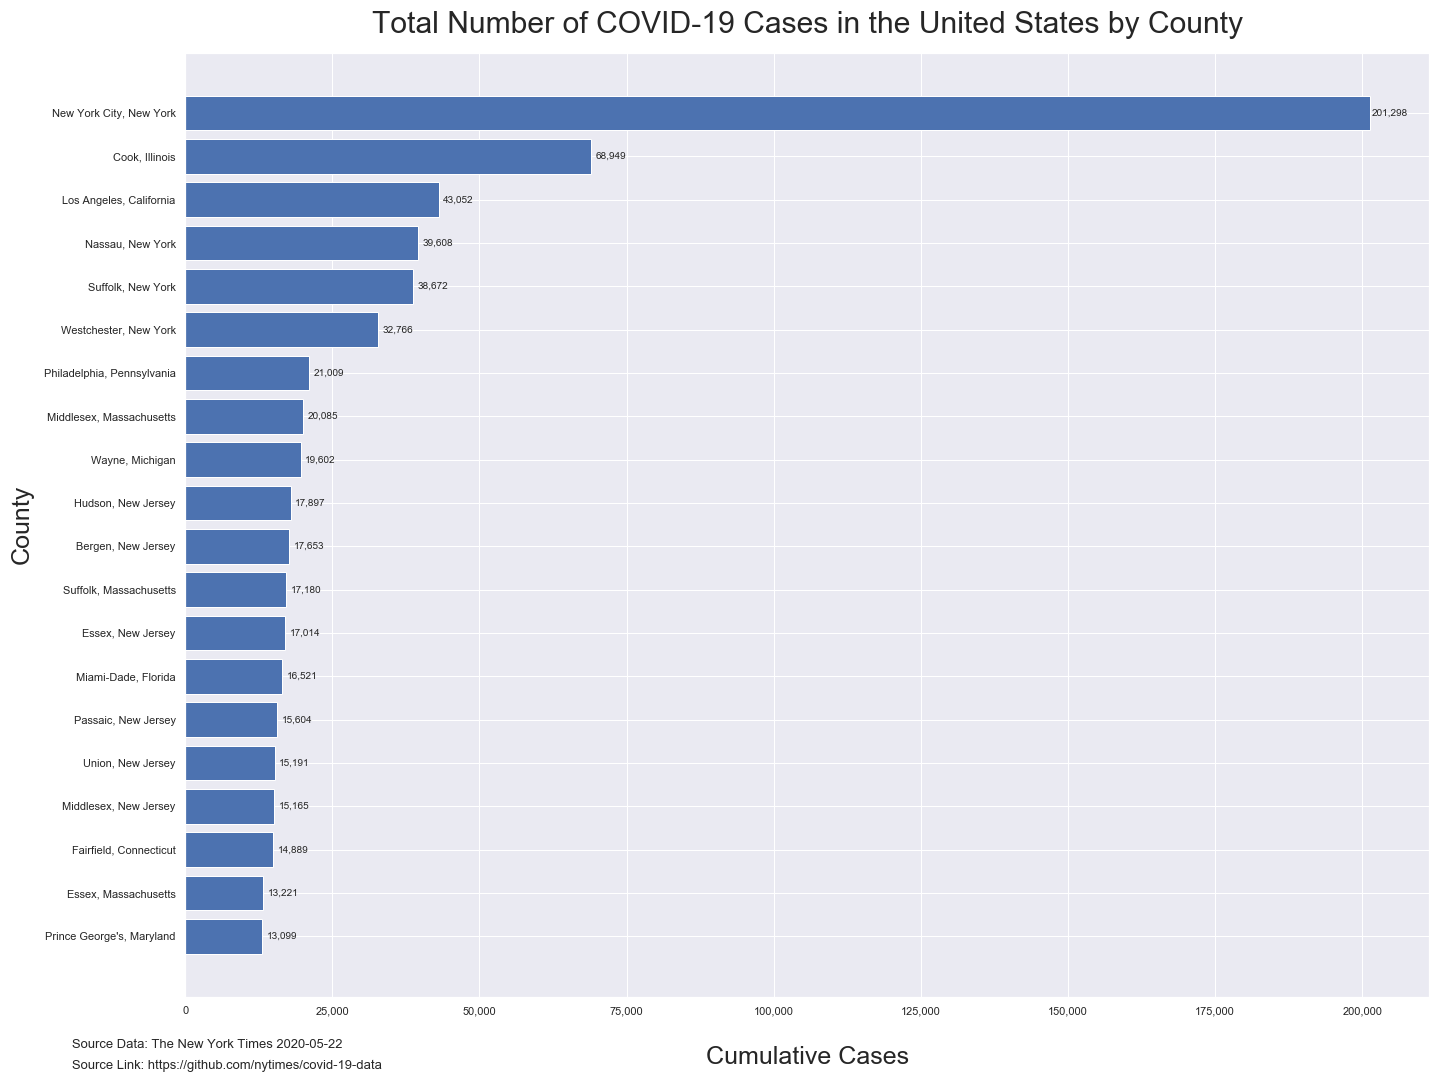 Total Number of COVID-19 Cases in the United States by County
County
New York City, New York 201,298
Cook, Illinois 68,949
Los Angeles, California 43,052
Nassau, New York 39,608
Suffolk, New York 38,672
Westchester, New York 32,766
Philadelphia, Pennsylvania 21,009
Middlesex, Massachusetts 20,085
Wayne, Michigan 19,602
Hudson, New Jersey 17,897
Bergen, New Jersey 17,653
Suffolk, Massachusetts 17,180
Essex, New Jersey 17,014
Miami-Dade, Florida 16,521
Passaic, New Jersey 15,604
Union, New Jersey 15,191
Middlesex, New Jersey 15,165
Fairfield, Connecticut 14,889
Essex, Massachusetts 13,221
Prince George's, Maryland 13,099
0 25,000 50,000 75,000 100,000 125,000 150,000 175,000 200,000
Cumulative Cases
Source Data: The New York Times 2020-05-22
Source Link: https://github.com/nytimes/covid-19-data